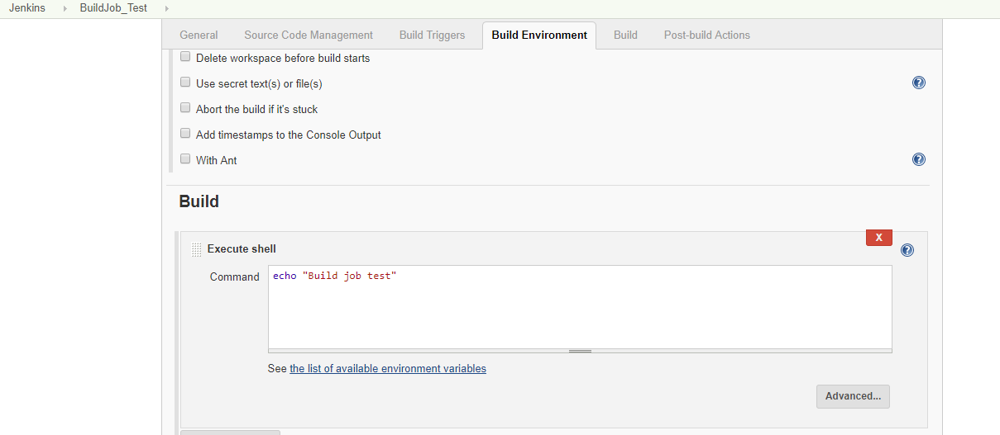 Jenkins BuildJob_Test
General Source Code Management Build Triggers Build Environment Build Post-build Actions
Delete workspace before build starts
Use secret text(s) or file(s)
?
Abort the build if it's stuck
Add timestamps to the Console Output
With Ant
?
Build
X
Execute shell
?
Command
echo "Build job test"
See the list of available environment variables
Advanced...